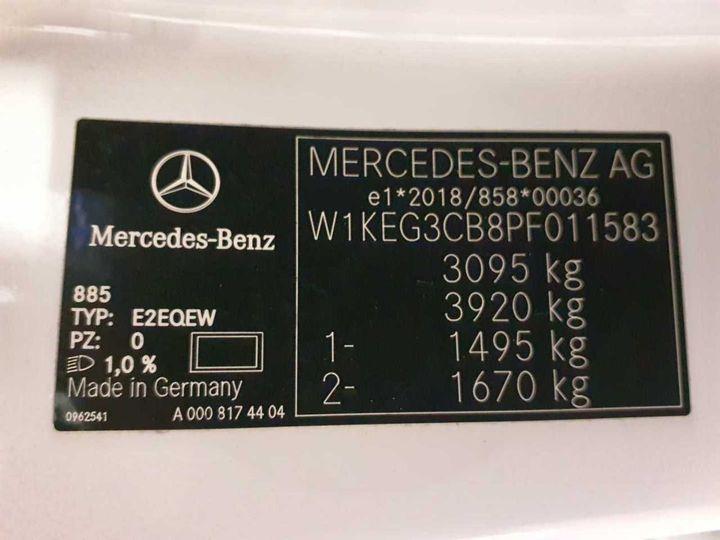 Mercedes-Benz
885
TYP: E2EQEW
PZ: 0
1,0 %
Made in Germany
0962541 A 000 817 44 04
MERCEDES-BENZ AG
e1*2018/858*00036
W1KEG3CB8PF011583
3095 kg
3920 kg
1- 1495 kg
2- 1670 kg